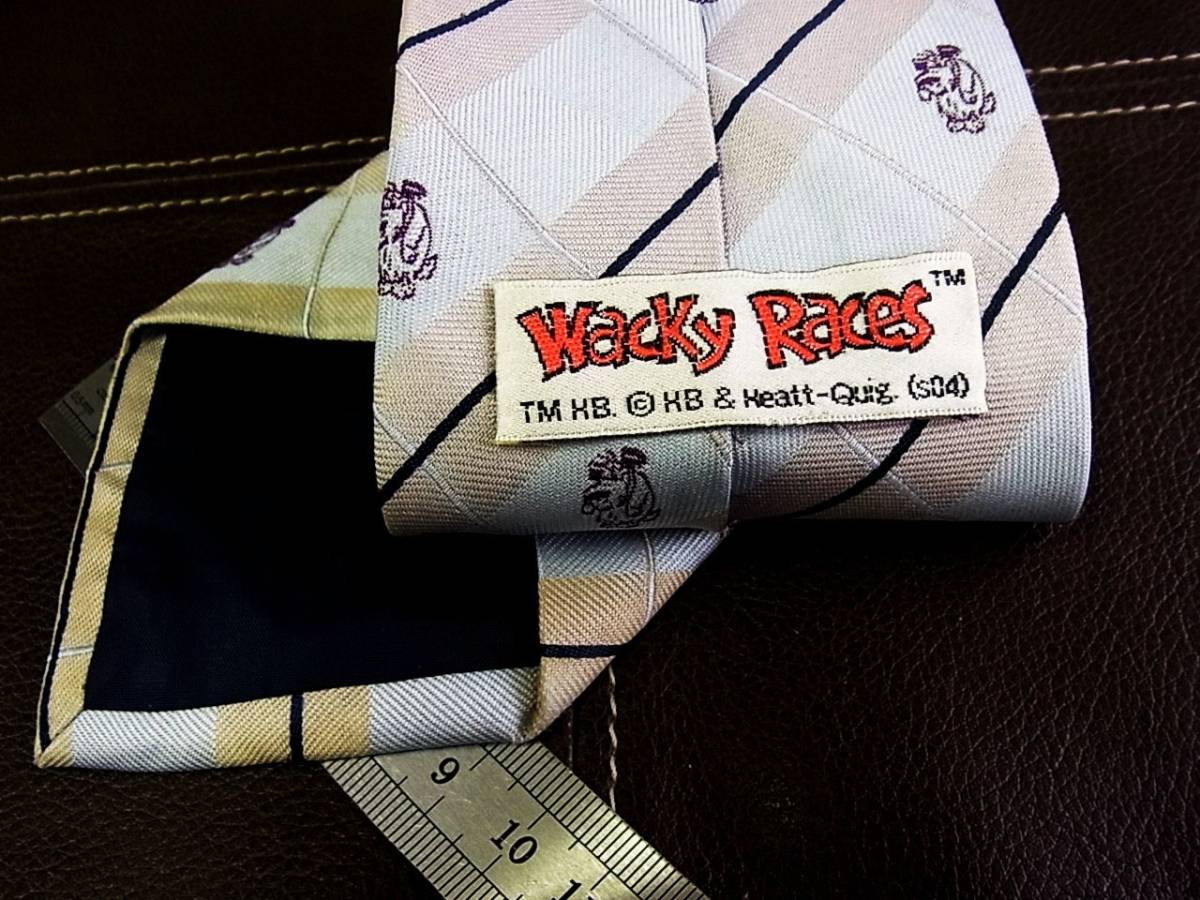 Wacky Races™
TM HB. © HB & Heatt-Quig. (s04)
9
10